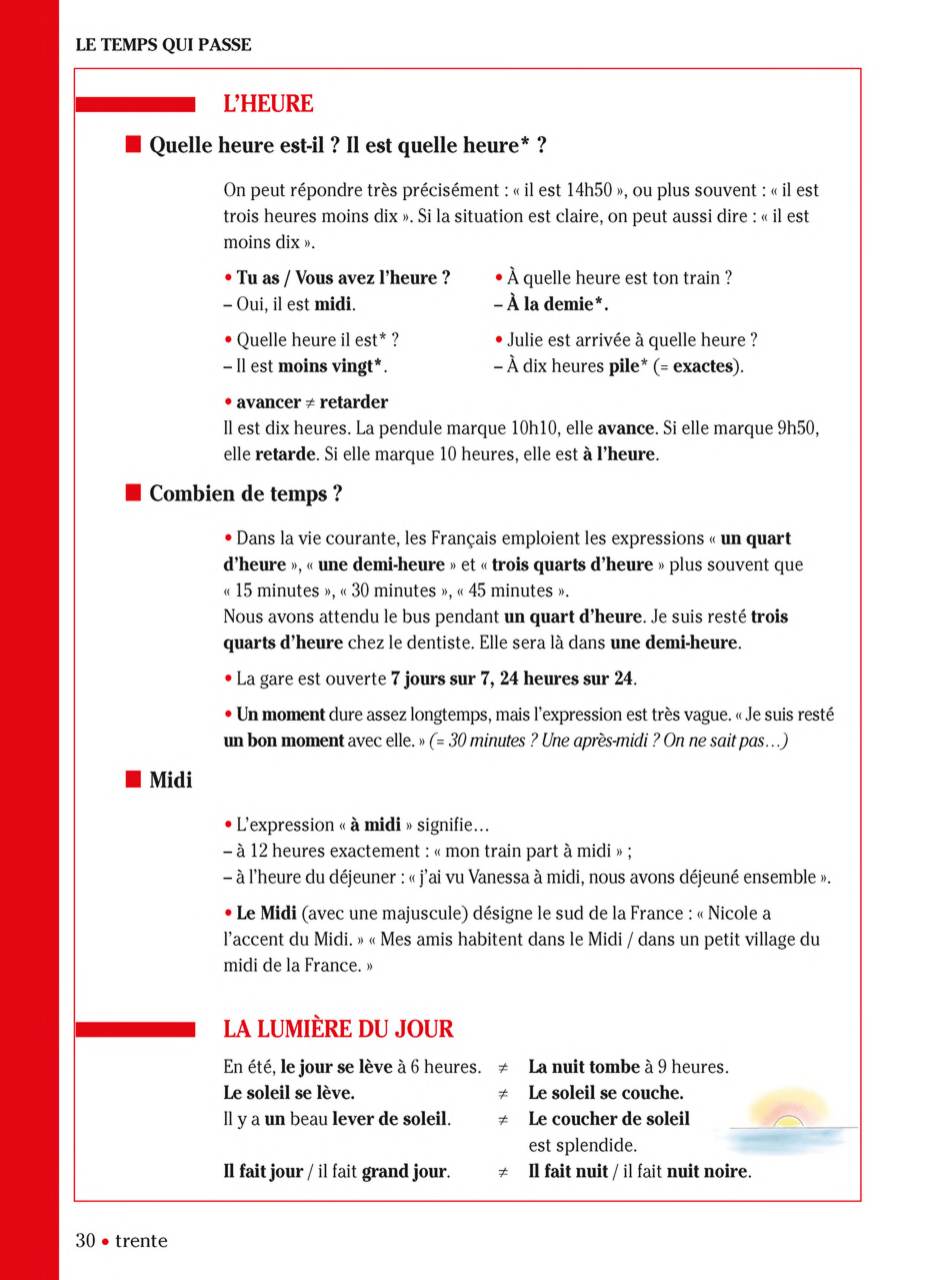 LE TEMPS QUI PASSE
L’HEURE
Quelle heure est-il ? Il est quelle heure* ?
On peut répondre très précisément : « il est 14h50 », ou plus souvent : « il est
trois heures moins dix ». Si la situation est claire, on peut aussi dire : « il est
moins dix ».
• Tu as / Vous avez l’heure ?
– Oui, il est midi.
• À quelle heure est ton train ?
– À la demie*.
• Quelle heure il est* ?
– Il est moins vingt*.
• Julie est arrivée à quelle heure ?
– À dix heures pile* (= exactes).
• avancer ≠ retarder
Il est dix heures. La pendule marque 10h10, elle avance. Si elle marque 9h50,
elle retarde. Si elle marque 10 heures, elle est à l’heure.
Combien de temps ?
• Dans la vie courante, les Français emploient les expressions « un quart
d’heure », « une demi-heure » et « trois quarts d’heure » plus souvent que
« 15 minutes », « 30 minutes », « 45 minutes ».
Nous avons attendu le bus pendant un quart d’heure. Je suis resté trois
quarts d’heure chez le dentiste. Elle sera là dans une demi-heure.
• La gare est ouverte 7 jours sur 7, 24 heures sur 24.
• Un moment dure assez longtemps, mais l’expression est très vague. « Je suis resté
un bon moment avec elle. » (= 30 minutes ? Une après-midi ? On ne sait pas…)
Midi
• L’expression « à midi » signifie…
– à 12 heures exactement : « mon train part à midi » ;
– à l’heure du déjeuner : « j’ai vu Vanessa à midi, nous avons déjeuné ensemble ».
• Le Midi (avec une majuscule) désigne le sud de la France : « Nicole a
l’accent du Midi. » « Mes amis habitent dans le Midi / dans un petit village du
midi de la France. »
LA LUMIÈRE DU JOUR
En été, le jour se lève à 6 heures. ≠ La nuit tombe à 9 heures.
Le soleil se lève. ≠ Le soleil se couche.
Il y a un beau lever de soleil. ≠ Le coucher de soleil
est splendide.
Il fait jour / il fait grand jour. ≠ Il fait nuit / il fait nuit noire.
30 • trente